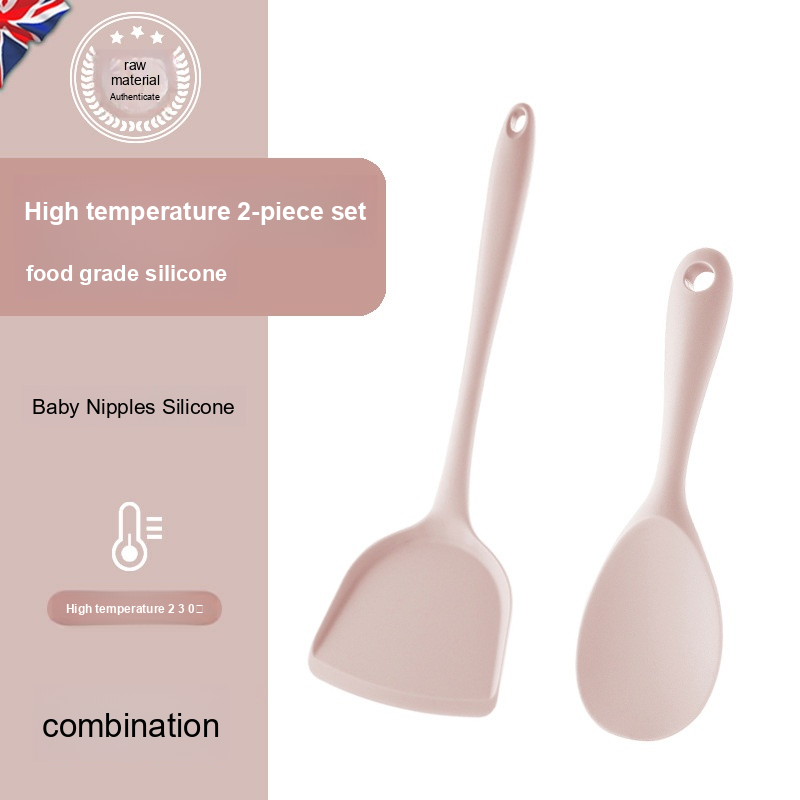 raw
material
Authenticate
High temperature 2-piece set
food grade silicone
Baby Nipples Silicone
High temperature 2 3 0□
combination